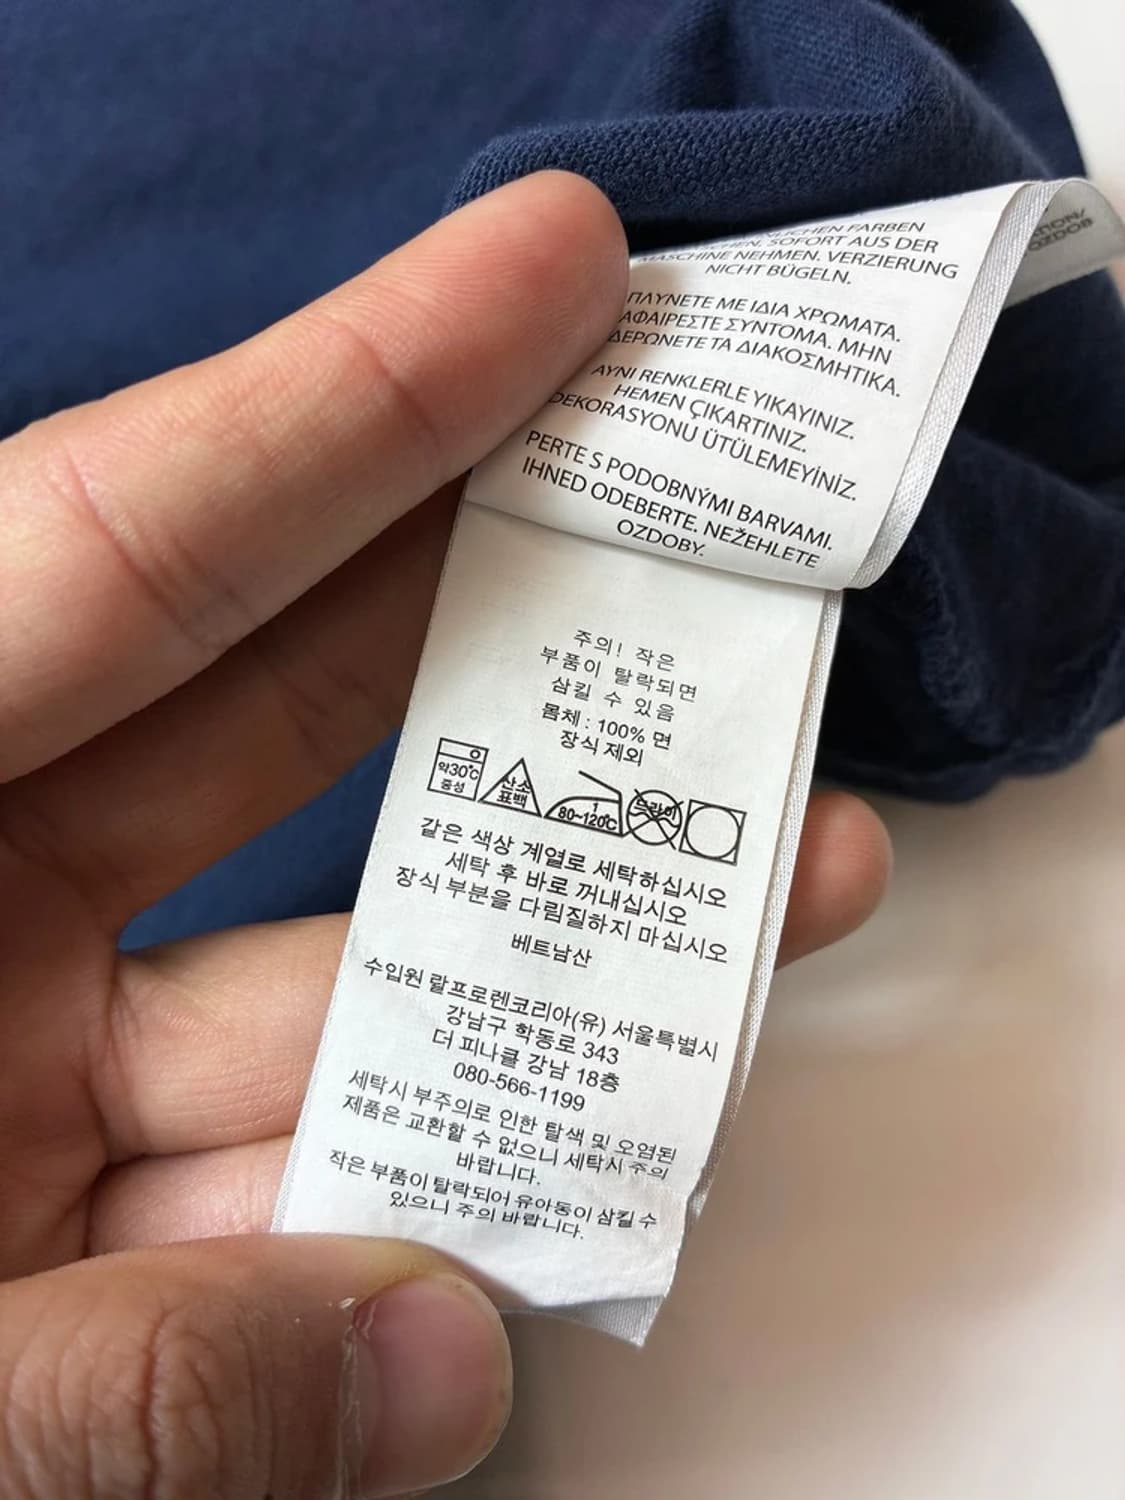 FARBEN
SOFORT AUS DER
MASCHINE NEHMEN. VERZIERUNG
NICHT BÜGELN.
ΠΛΥΝΕΤΕ ΜΕ ΙΔΙΑ ΧΡΩΜΑΤΑ.
ΑΦΑΙΡΕΣΤΕ ΣΥΝΤΟΜΑ. ΜΗΝ
ΔΕΡΩΝΕΤΕ ΤΑ ΔΙΑΚΟΣΜΗΤΙΚΑ.
AYNI RENKLERLE YIKAYINIZ.
HEMEN ÇIKARTINIZ.
DEKORASYONU ÜTÜLEMEYİNİZ.
PERTE S PODOBNÝMI BARVAMI.
IHNED ODEBERTE. NEŽEHLETE
OZDOBY.
OZDOB
주의! 작은
부품이 탈락되면
삼킬 수 있음
몸체 : 100% 면
장식 제외
약30℃
중성
산소
표백
1
80~120℃
드라이
같은 색상 계열로 세탁하십시오
세탁 후 바로 꺼내십시오
장식 부분을 다림질하지 마십시오
베트남산
수입원 랄프로렌코리아(유) 서울특별시
강남구 학동로 343
더 피나클 강남 18층
080-566-1199
세탁시 부주의로 인한 탈색 및 오염된
제품은 교환할 수 없으니 세탁시 주의
바랍니다.
작은 부품이 탈락되어 유아동이 삼킬 수
있으니 주의 바랍니다.